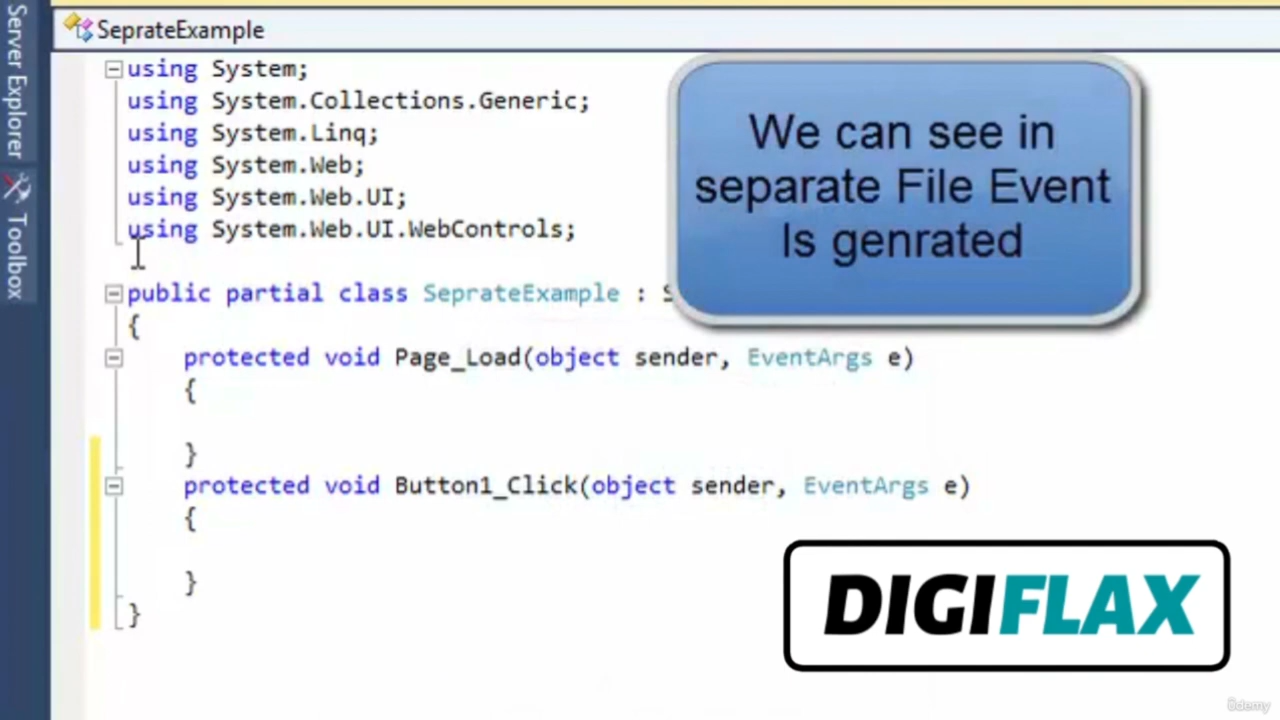 Server Explorer
Toolbox
SeprateExample
using System;
using System.Collections.Generic;
using System.Linq;
using System.Web;
using System.Web.UI;
using System.Web.UI.WebControls;
We can see in
separate File Event
Is genrated
public partial class SeprateExample :
{
protected void Page_Load(object sender, EventArgs e)
{
}
protected void Button1_Click(object sender, EventArgs e)
{
}
}
DIGIFLAX
ûdemy